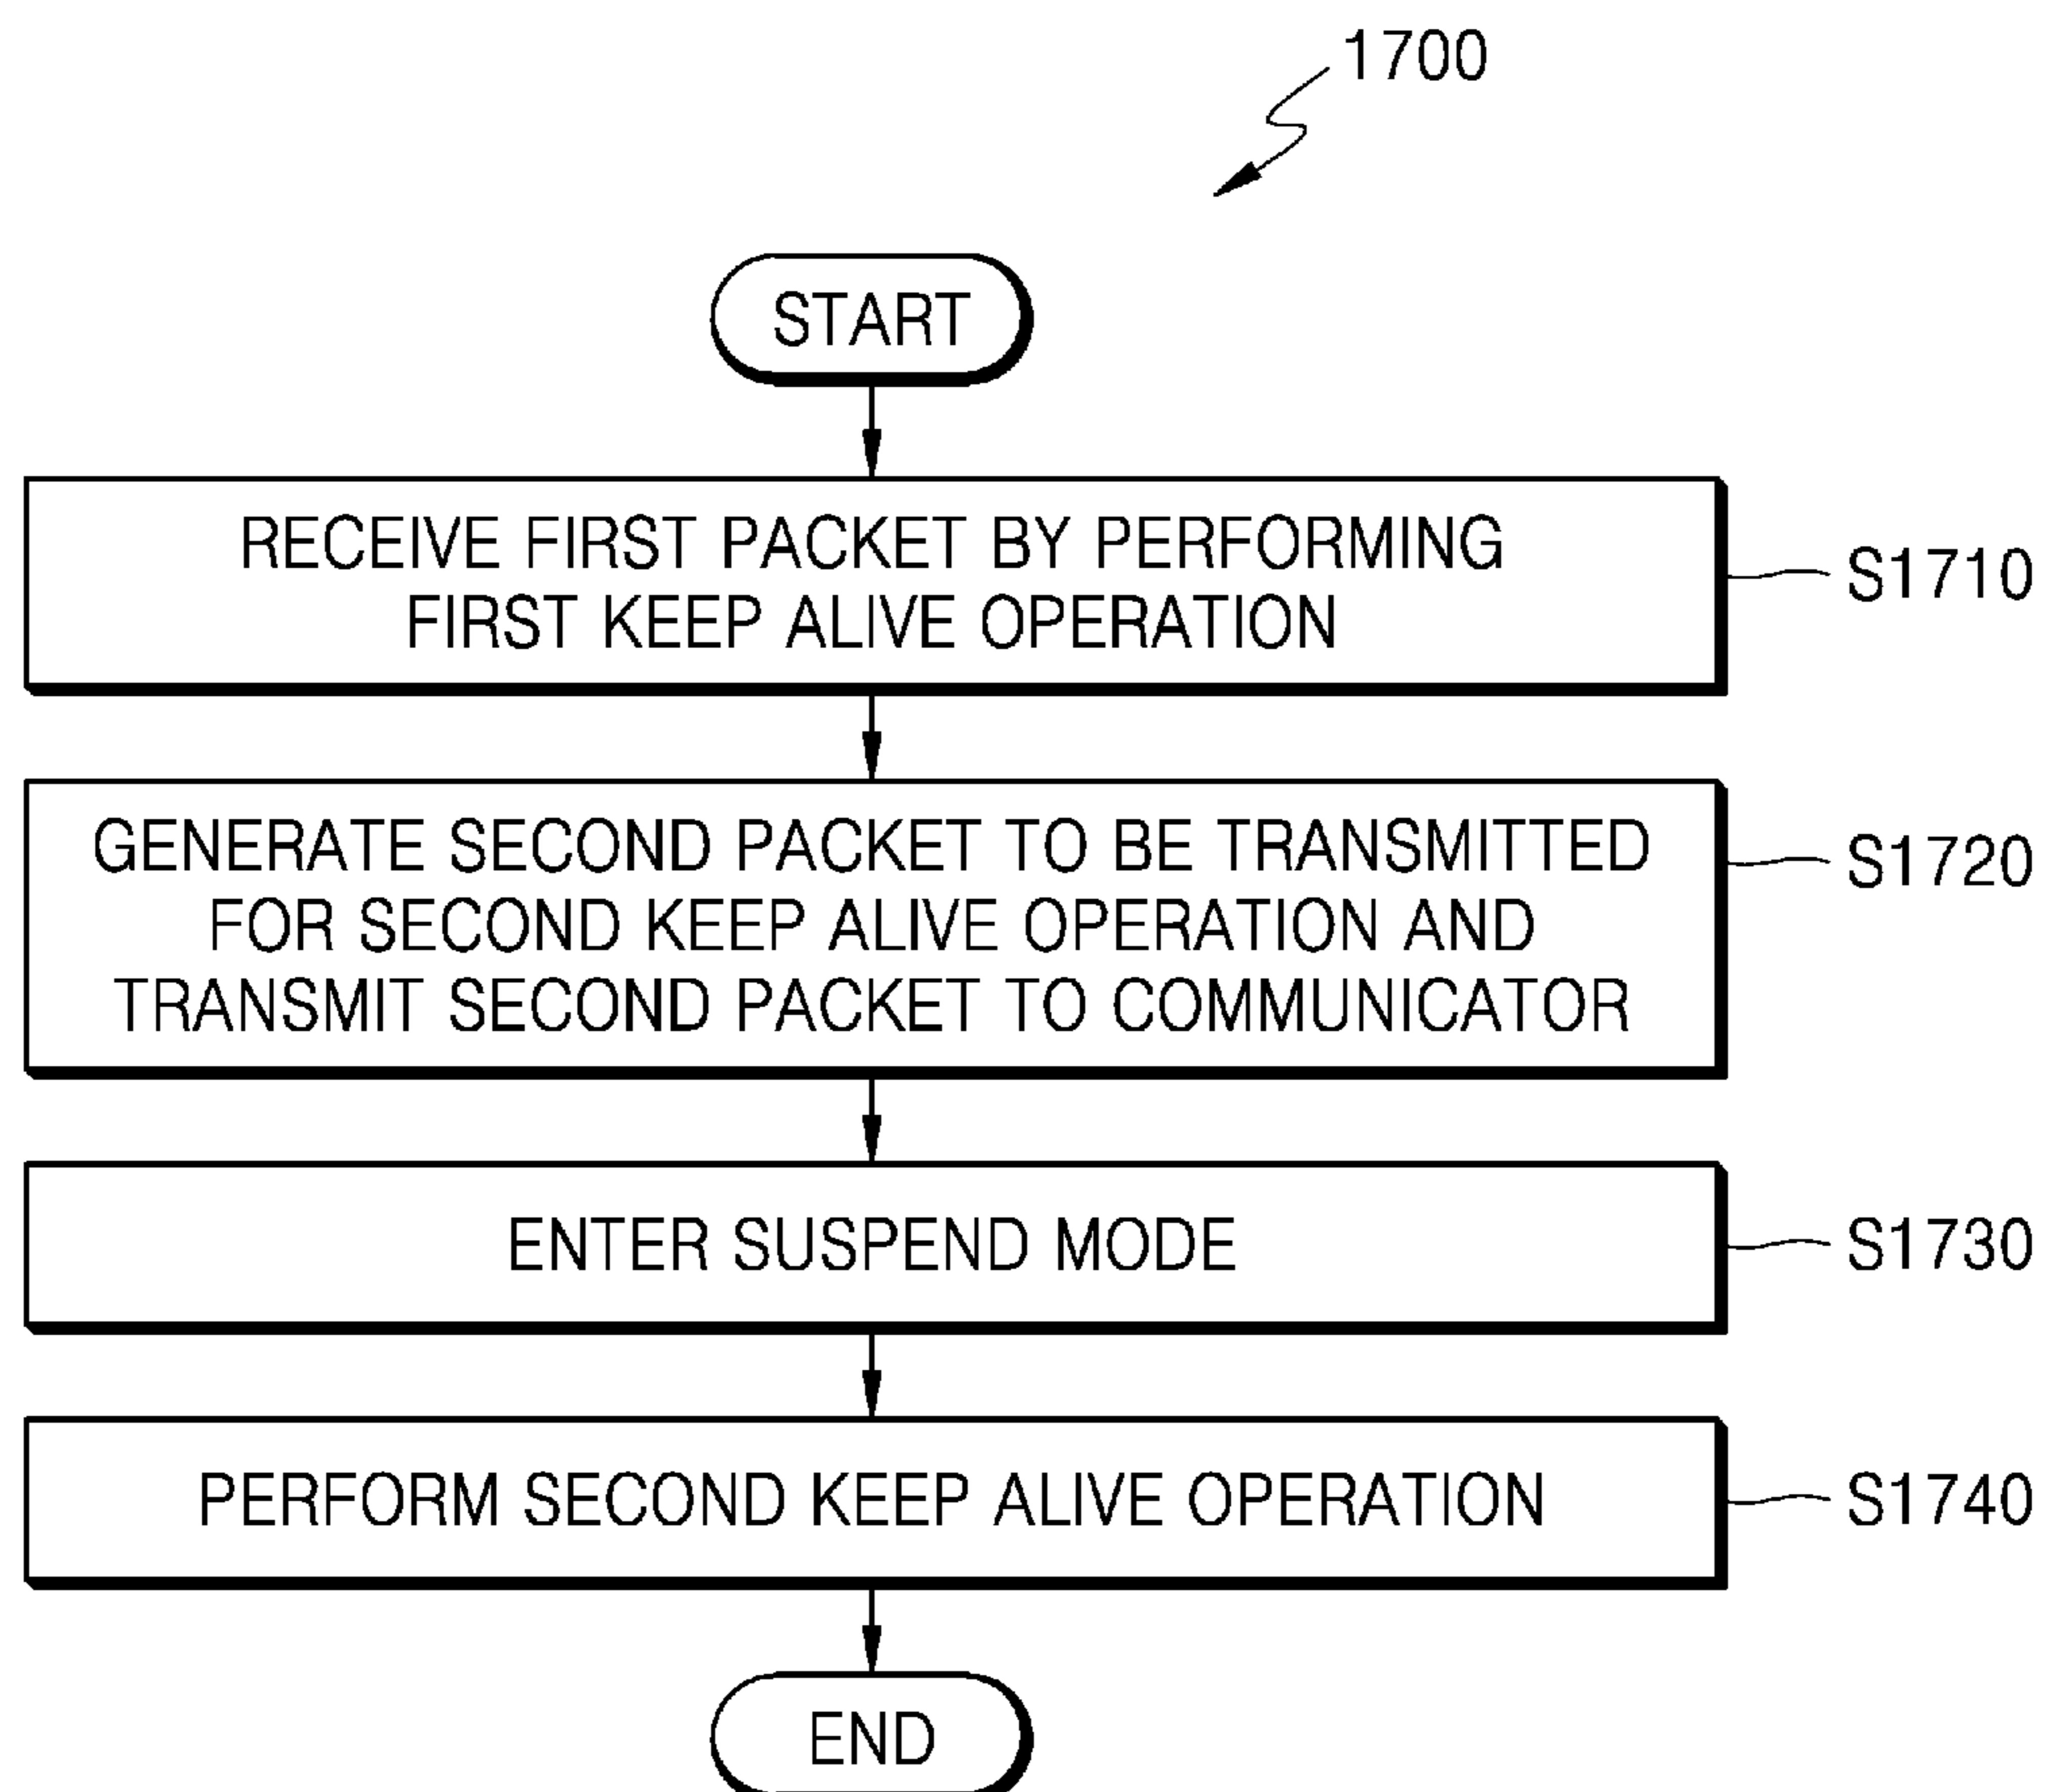 1700
START
RECEIVE FIRST PACKET BY PERFORMING
FIRST KEEP ALIVE OPERATION
S1710
GENERATE SECOND PACKET TO BE TRANSMITTED
FOR SECOND KEEP ALIVE OPERATION AND
TRANSMIT SECOND PACKET TO COMMUNICATOR
S1720
ENTER SUSPEND MODE
S1730
PERFORM SECOND KEEP ALIVE OPERATION
S1740
END